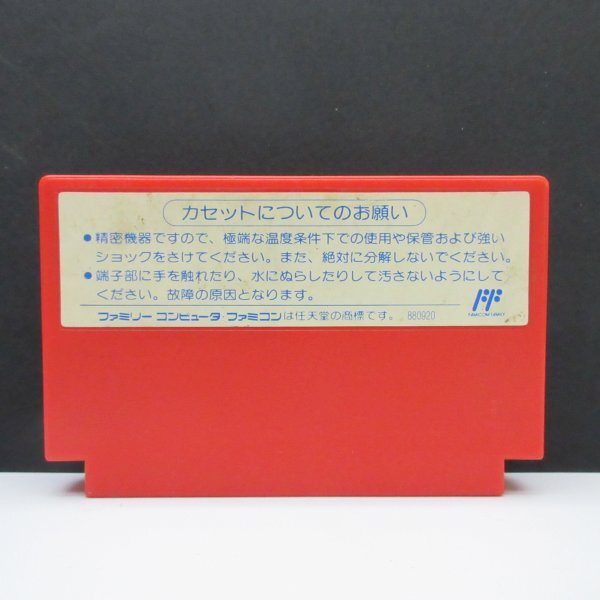 カセットについてのお願い
●精密機器ですので、極端な温度条件下での使用や保管および強い
ショックをさけてください。また、絶対に分解しないでください。
●端子部に手を触れたり、水にぬらしたりして汚さないようにして
ください。故障の原因となります。
FAMICOM FAMILY
ファミリー コンピュータ・ファミコンは任天堂の商標です。 880920